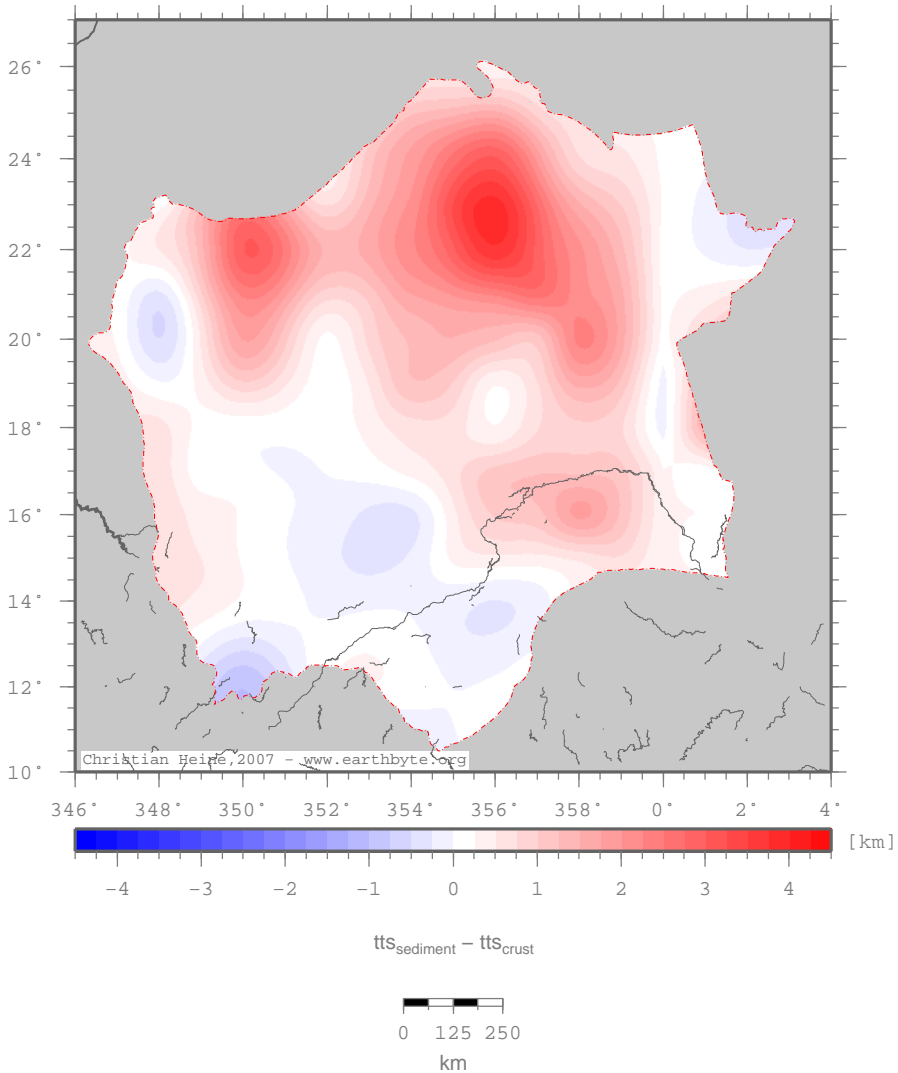 26°
24°
22°
20°
18°
16°
14°
12°
10°
Christian Heine,2007 – www.earthbyte.org
346° 348° 350° 352° 354° 356° 358° 0° 2° 4°
[km]
−4 −3 −2 −1 0 1 2 3 4
ttssediment − ttscrust
0 125 250
km